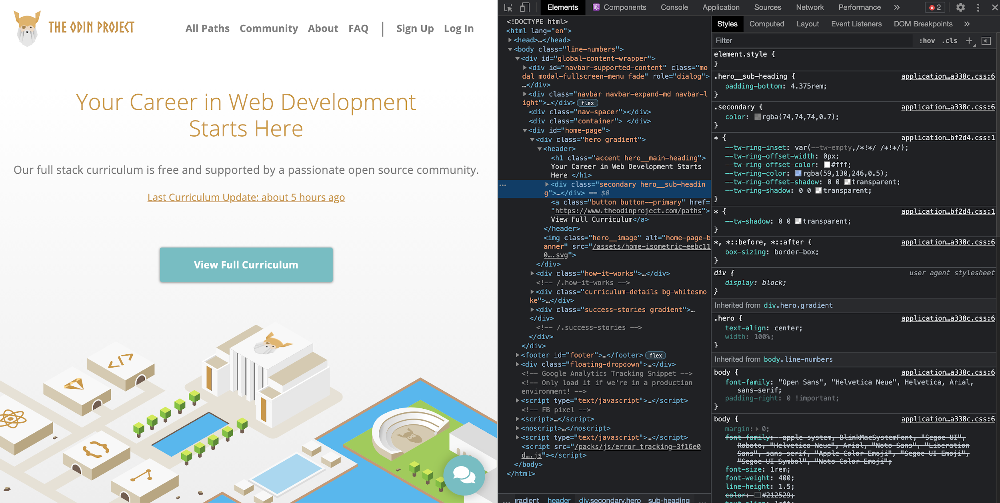 THE ODIN PROJECT
All Paths Community About FAQ | Sign Up Log In
Your Career in Web Development
Starts Here
Our full stack curriculum is free and supported by a passionate open source community.
Last Curriculum Update: about 5 hours ago
View Full Curriculum
Elements Components Console Application Sources Network Performance » 2
<!DOCTYPE html>
<html lang="en">
<head>…</head>
<body class="line-numbers">
<div id="global-content-wrapper">
<div id="navbar-supported-content" class="mo
dal modal-fullscreen-menu fade" role="dialog">
…</div>
<div class="navbar navbar-expand-md navbar-l
ight">…</div> flex
<div class="nav-spacer"></div>
<div class="container"> </div>
<div id="home-page">
<div class="hero gradient">
<header>
<h1 class="accent hero__main-heading">
Your Career in Web Development Starts
Here </h1>
<div class="secondary hero__sub-headin
g">…</div> == $0
<a class="button button--primary" href=
"https://www.theodinproject.com/paths">
View Full Curriculum</a>
</header>
<img class="hero__image" alt="home-page-b
anner" src="/assets/home-isometric-eebc11
0….svg">
</div>
<div class="how-it-works">…</div>
<!-- /.how-it-works -->
<div class="curriculum-details bg-whitesmo
ke">…</div>
<div class="success-stories gradient">…
</div>
<!-- /.success-stories -->
</div>
</div>
<footer id="footer">…</footer> flex
<div class="floating-dropdown">…</div>
<!-- Google Analytics Tracking Snippet -->
<!-- Only load it if we're in a production
environment! -->
<script type="text/javascript">…</script>
<!-- FB pixel -->
<script>…</script>
<noscript>…</noscript>
<script type="text/javascript">…</script>
<script src="/packs/js/error_tracking-3f16e0
d….js"></script>
</body>
</html>
… header div.secondary.hero__sub-heading …
Styles Computed Layout Event Listeners DOM Breakpoints »
Filter :hov .cls +
element.style {
}
.hero__sub-heading { application…a338c.css:6
padding-bottom: 4.375rem;
}
.secondary { application…a338c.css:6
color: rgba(74,74,74,0.7);
}
* { application…bf2d4.css:1
--tw-ring-inset: var(--tw-empty,/*!*/ /*!*/);
--tw-ring-offset-width: 0px;
--tw-ring-offset-color: #fff;
--tw-ring-color: rgba(59,130,246,0.5);
--tw-ring-offset-shadow: 0 0 transparent;
--tw-ring-shadow: 0 0 transparent;
}
* { application…bf2d4.css:1
--tw-shadow: 0 0 transparent;
}
*, *::before, *::after { application…a338c.css:6
box-sizing: border-box;
}
div { user agent stylesheet
display: block;
}
Inherited from div.hero.gradient
.hero { application…a338c.css:6
text-align: center;
width: 100%;
}
Inherited from body.line-numbers
body { application…a338c.css:6
font-family: "Open Sans", "Helvetica Neue", Helvetica, Arial,
sans-serif;
padding-right: 0 !important;
}
body { application…a338c.css:6
margin: 0;
font-family: -apple-system, BlinkMacSystemFont, "Segoe UI",
Roboto, "Helvetica Neue", Arial, "Noto Sans", "Liberation
Sans", sans-serif, "Apple Color Emoji", "Segoe UI Emoji",
"Segoe UI Symbol", "Noto Color Emoji";
font-size: 1rem;
font-weight: 400;
line-height: 1.5;
color: #212529;
text-align: left;